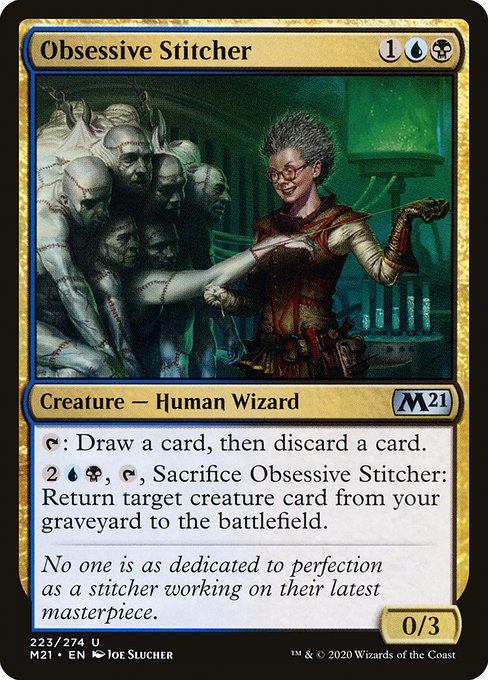 Obsessive Stitcher 1
Creature — Human Wizard M21
: Draw a card, then discard a card.
2 , , Sacrifice Obsessive Stitcher:
Return target creature card from your
graveyard to the battlefield.
No one is as dedicated to perfection
as a stitcher working on their latest
masterpiece.
0/3
223/274 U
M21 • EN Joe Slucher ™ & © 2020 Wizards of the Coast